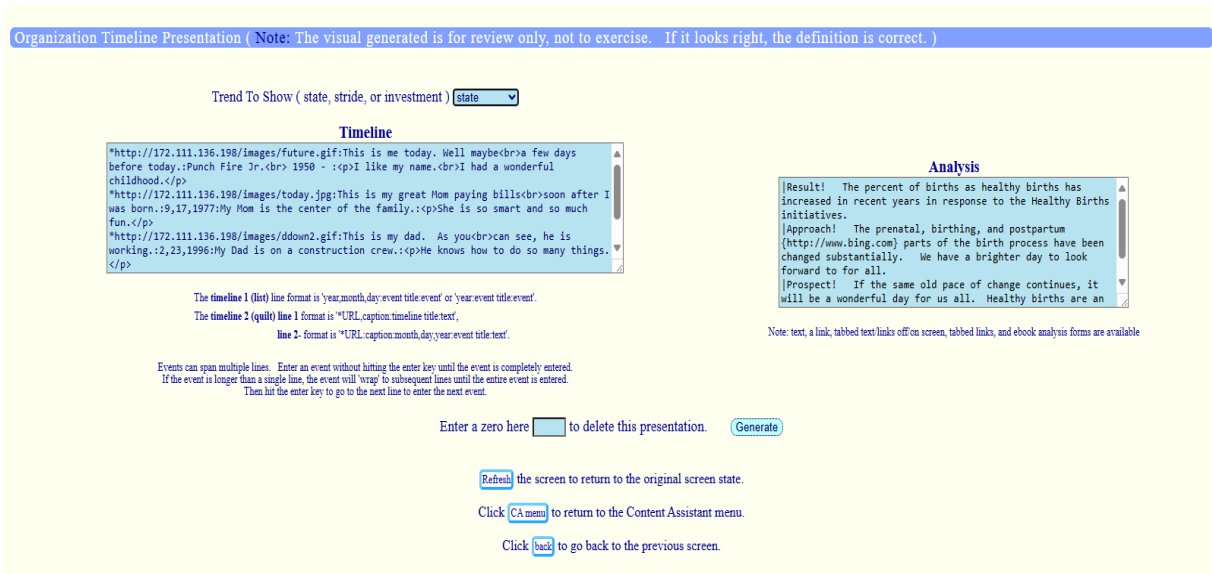 Organization Timeline Presentation ( Note: The visual generated is for review only, not to exercise. If it looks right, the definition is correct. )
Trend To Show ( state, stride, or investment ) state
Timeline
*http://172.111.136.198/images/future.gif:This is me today. Well maybe<br>a few days
before today.:Punch Fire Jr.<br> 1950 - :<p>I like my name.<br>I had a wonderful
childhood.</p>
*http://172.111.136.198/images/today.jpg:This is my great Mom paying bills<br>soon after I
was born.:9,17,1977:My Mom is the center of the family.:<p>She is so smart and so much
fun.</p>
*http://172.111.136.198/images/ddown2.gif:This is my dad. As you<br>can see, he is
working.:2,23,1996:My Dad is on a construction crew.:<p>He knows how to do so many things.
</p>
The timeline 1 (list) line format is 'year,month,day:event title:event' or 'year:event title:event'.
The timeline 2 (quilt) line 1 format is '*URL,caption:timeline title:text',
line 2- format is '*URL:caption:month,day,year:event title:text'.
Events can span multiple lines. Enter an event without hitting the enter key until the event is completely entered.
If the event is longer than a single line, the event will 'wrap' to subsequent lines until the entire event is entered.
Then hit the enter key to go to the next line to enter the next event.
Analysis
|Result! The percent of births as healthy births has
increased in recent years in response to the Healthy Births
initiatives.
|Approach! The prenatal, birthing, and postpartum
{http://www.bing.com} parts of the birth process have been
changed substantially. We have a brighter day to look
forward to for all.
|Prospect! If the same old pace of change continues, it
will be a wonderful day for us all. Healthy births are an
Note: text, a link, tabbed text/links off/on screen, tabbed links, and ebook analysis forms are available
Enter a zero here to delete this presentation. Generate
Refresh the screen to return to the original screen state.
Click CA menu to return to the Content Assistant menu.
Click back to go back to the previous screen.